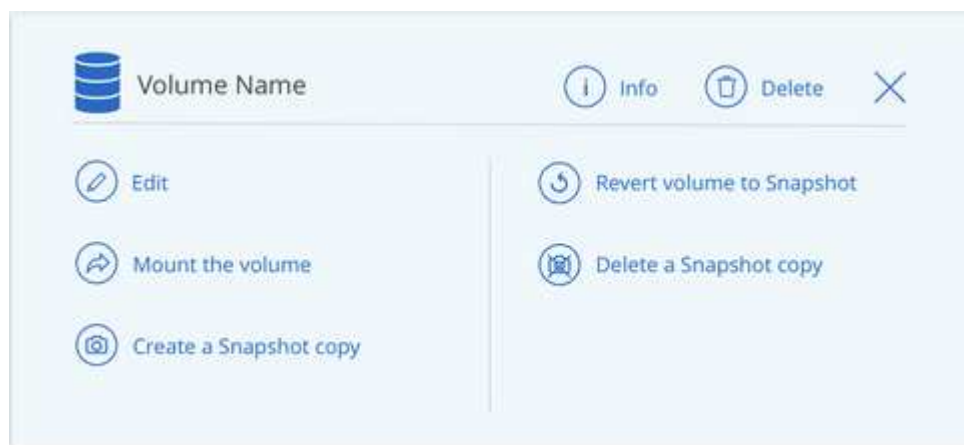 Volume Name
Info
Delete
Edit
Mount the volume
Create a Snapshot copy
Revert volume to Snapshot
Delete a Snapshot copy